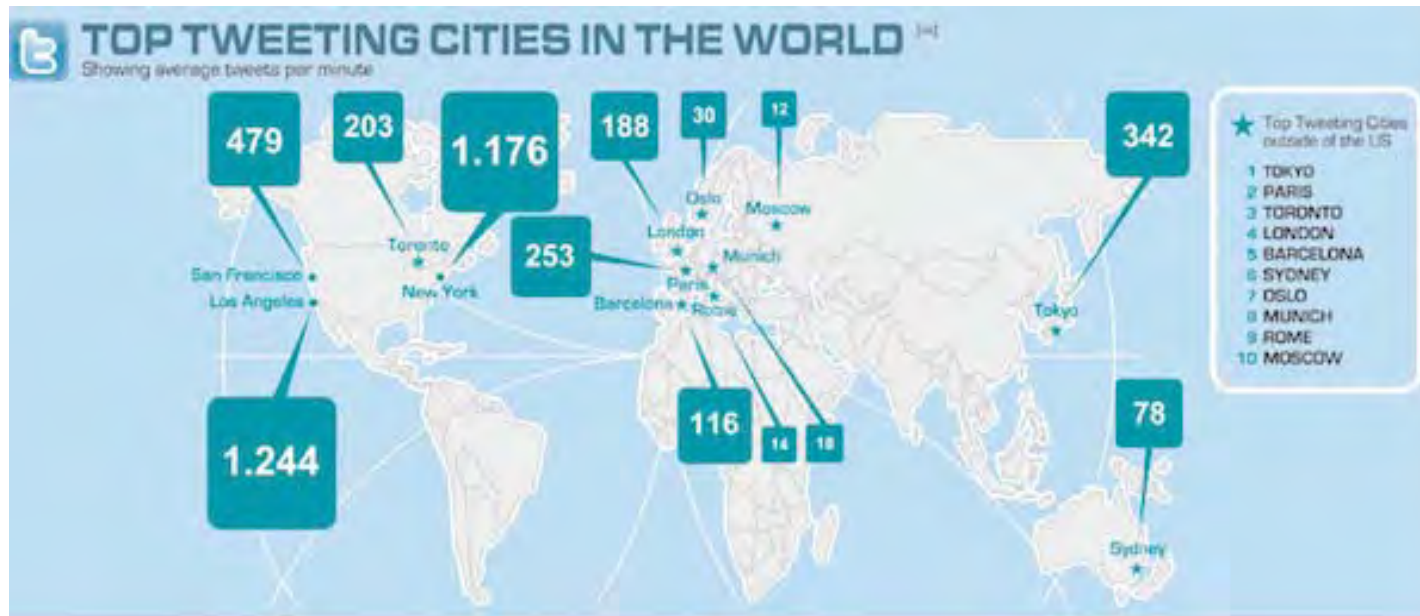 TOP TWEETING CITIES IN THE WORLD
Showing average tweets per minute
479
203
1.176
188
30
12
342
253
Oslo
Moscow
London
Toronto
Munich
San Francisco
New York
Paris
Los Angeles
Barcelona
Rome
Tokyo
1.244
116
14
18
78
Sydney
Top Tweeting Cities
outside of the US
1 TOKYO
2 PARIS
3 TORONTO
4 LONDON
5 BARCELONA
6 SYDNEY
7 OSLO
8 MUNICH
9 ROME
10 MOSCOW